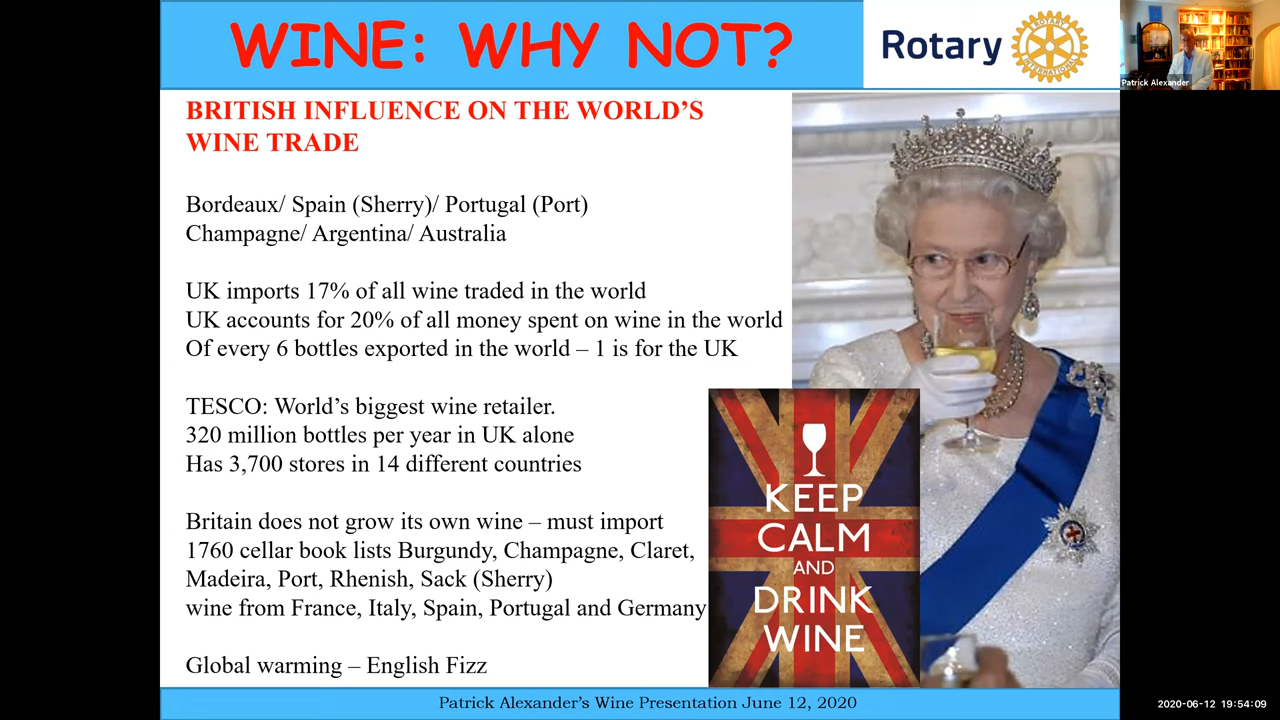 WINE: WHY NOT?
Rotary
ROTARY
INTERNATIONAL
Patrick Alexander
BRITISH INFLUENCE ON THE WORLD’S
WINE TRADE
Bordeaux/ Spain (Sherry)/ Portugal (Port)
Champagne/ Argentina/ Australia
UK imports 17% of all wine traded in the world
UK accounts for 20% of all money spent on wine in the world
Of every 6 bottles exported in the world – 1 is for the UK
TESCO: World’s biggest wine retailer.
320 million bottles per year in UK alone
Has 3,700 stores in 14 different countries
Britain does not grow its own wine – must import
1760 cellar book lists Burgundy, Champagne, Claret,
Madeira, Port, Rhenish, Sack (Sherry)
wine from France, Italy, Spain, Portugal and Germany
Global warming – English Fizz
KEEP
CALM
AND
DRINK
WINE
Patrick Alexander’s Wine Presentation June 12, 2020
2020-06-12 19:54:09